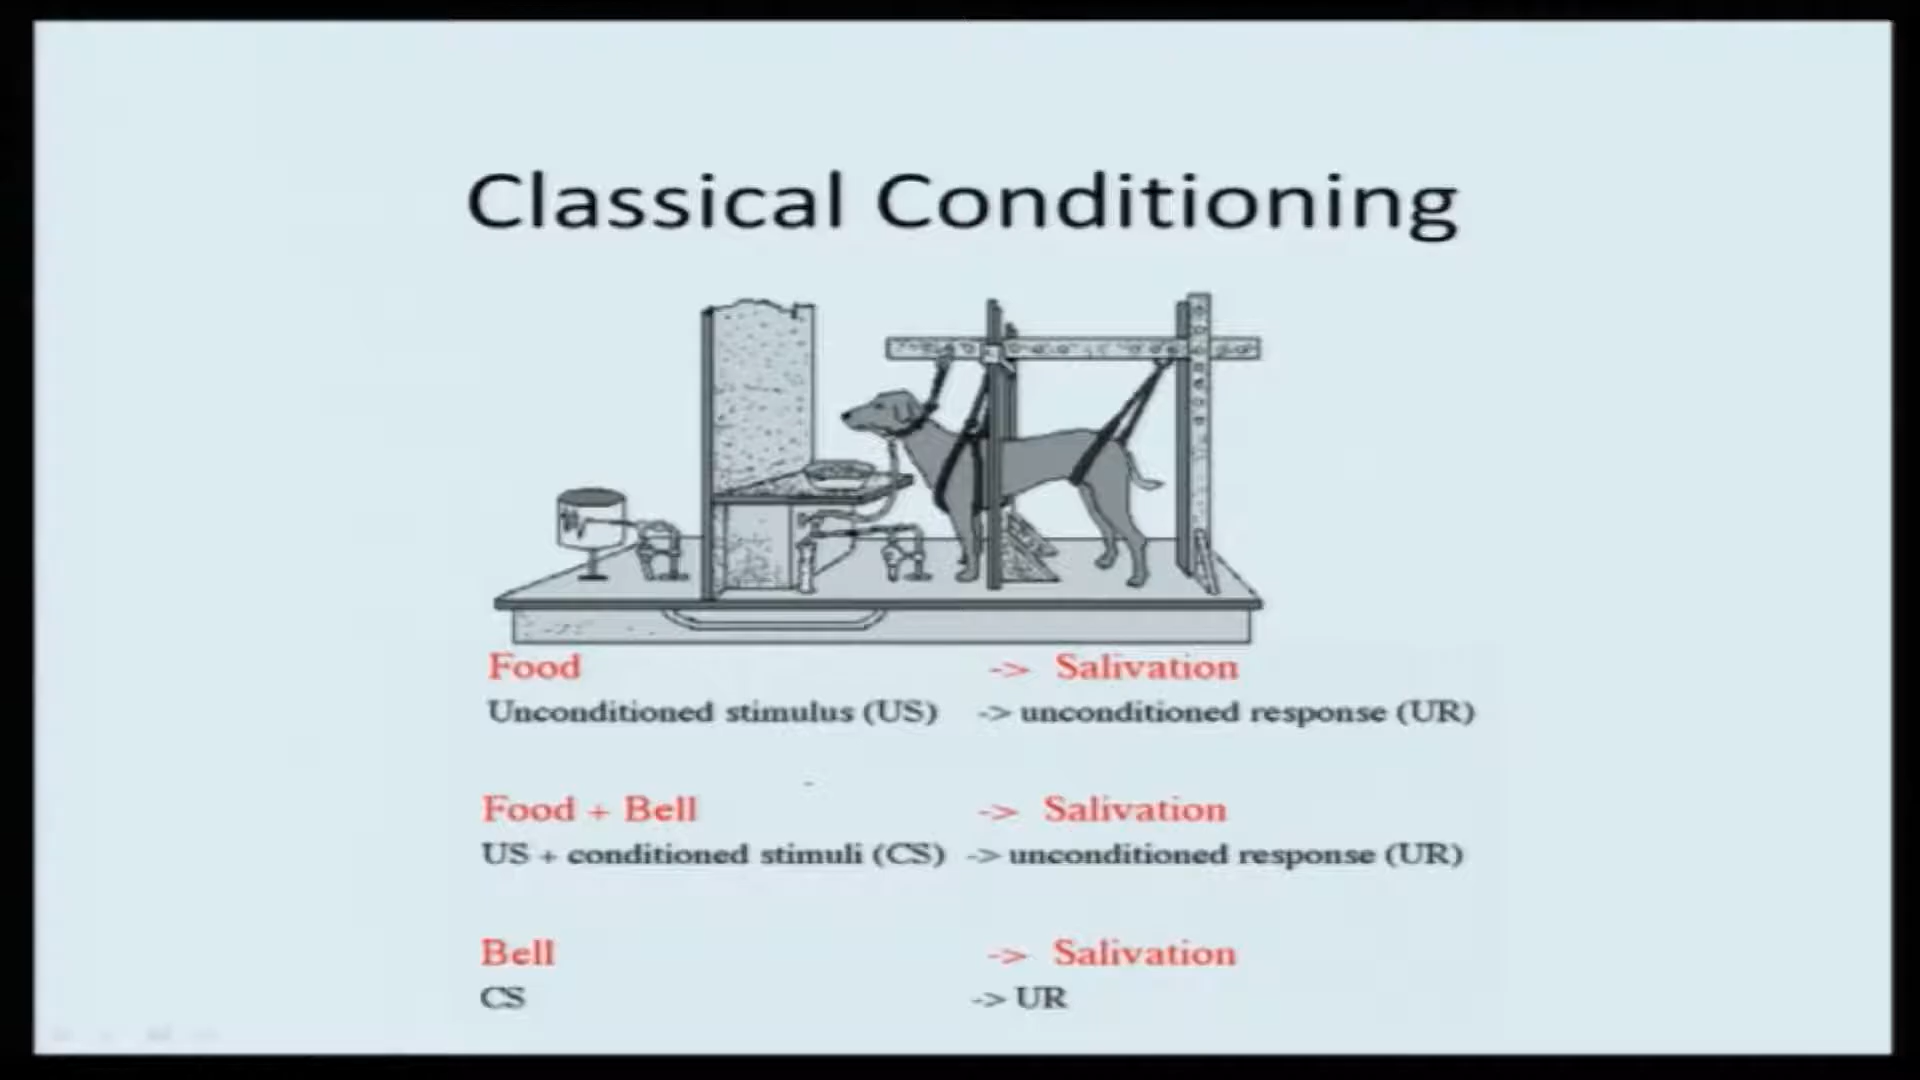 Classical Conditioning
Food -> Salivation
Unconditioned stimulus (US) -> unconditioned response (UR)
Food + Bell -> Salivation
US + conditioned stimuli (CS) -> unconditioned response (UR)
Bell -> Salivation
CS -> UR